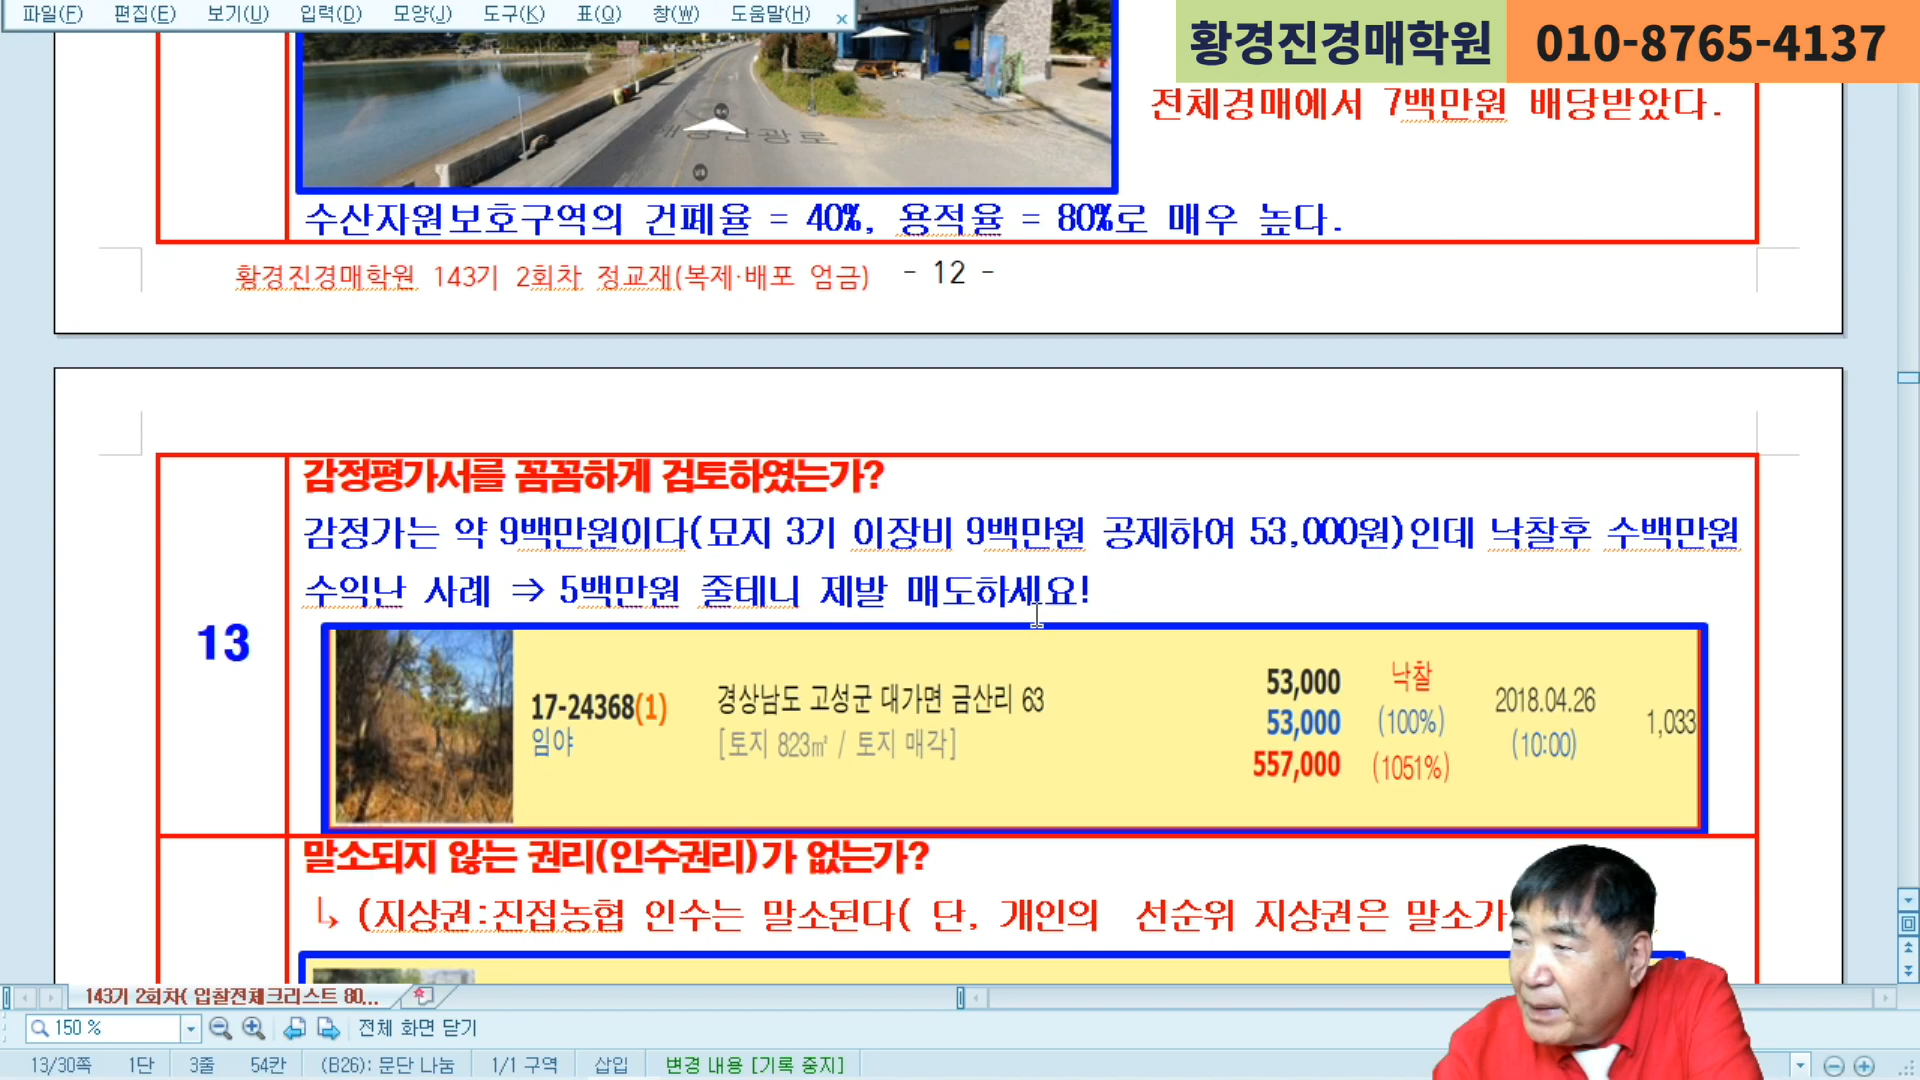 파일(F) 편집(E) 보기(U) 입력(D) 모양(J) 도구(K) 표(Q) 창(W) 도움말(H)
황경진경매학원 010-8765-4137
전체경매에서 7백만원 배당받았다.
수산자원보호구역의 건폐율 = 40%, 용적율 = 80%로 매우 높다.
황경진경매학원 143기 2회차 정교재(복제·배포 엄금) - 12 -
감정평가서를 꼼꼼하게 검토하였는가?
감정가는 약 9백만원이다(묘지 3기 이장비 9백만원 공제하여 53,000원)인데 낙찰후 수백만원
수익난 사례 ⇒ 5백만원 줄테니 제발 매도하세요!
13
17-24368(1)
임야
경상남도 고성군 대가면 금산리 63
[토지 823㎡ / 토지 매각]
53,000
53,000
557,000
낙찰
(100%)
(1051%)
2018.04.26
(10:00)
1,033
말소되지 않는 권리(인수권리)가 없는가?
↳ (지상권:진접농협 인수는 말소된다( 단, 개인의 선순위 지상권은 말소가
143기 2회차( 입찰전체크리스트 80...
150 % 전체 화면 닫기
13/30쪽 1단 3줄 54칸 (B26): 문단 나눔 1/1 구역 삽입 변경 내용 [기록 중지]